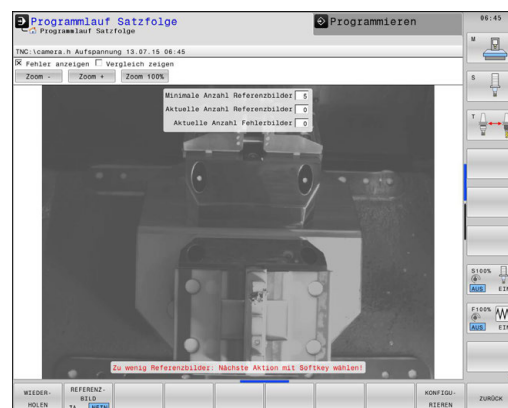 Programmlauf Satzfolge
Programmlauf Satzfolge
Programmieren
06:45
TNC:\camera.h Aufspannung 13.07.15 06:45
Fehler anzeigen Vergleich zeigen
Zoom - Zoom + Zoom 100%
Minimale Anzahl Referenzbilder 5
Aktuelle Anzahl Referenzbilder 0
Aktuelle Anzahl Fehlerbilder 0
M
S
T
S100%
AUS EIN
F100%
AUS EIN
Zu wenig Referenzbilder: Nächste Aktion mit Softkey wählen!
WIEDER-
HOLEN
REFERENZ-
BILD
JA NEIN
KONFIGU-
RIEREN
ZURÜCK